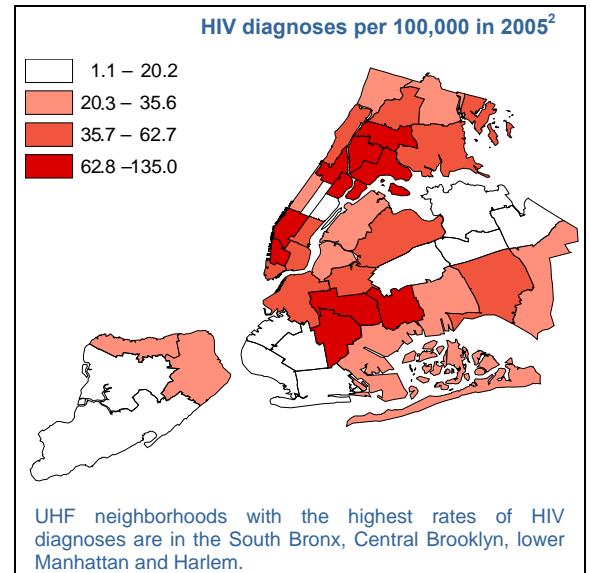 HIV diagnoses per 100,000 in 2005²
1.1 – 20.2
20.3 – 35.6
35.7 – 62.7
62.8 –135.0
UHF neighborhoods with the highest rates of HIV
diagnoses are in the South Bronx, Central Brooklyn, lower
Manhattan and Harlem.